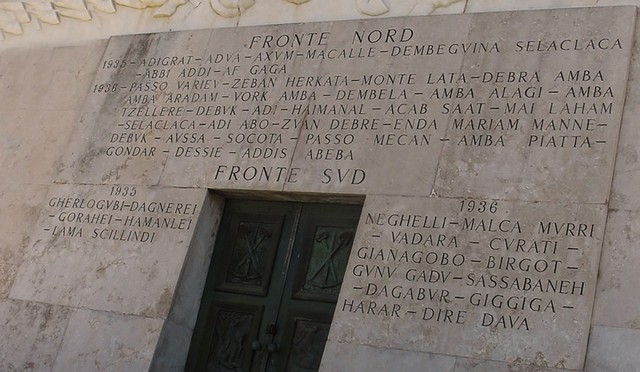 FRONTE NORD
1935-ADIGRAT-ADVA-AXVM-MACALLE-DEMBEGVINA SELACLACA
-ABBI ADDI-AF GAGA
1936-PASSO VARIEV-ZEBAN HERKATA-MONTE LATA-DEBRA AMBA
AMBA ARADAM-VORK AMBA-DEMBELA-AMBA ALAGI-AMBA
TZELLERE-DEBVK-ADI-HAIMANAL-ACAB SAAT-MAI LAHAM
-SELACLACA-ADI ABO-ZVAN DEBRE-ENDA MARIAM MANNE-
DEBVK-AVSSA-SOCOTA-PASSO MECAN-AMBA PIATTA-
GONDAR-DESSIE-ADDIS ABEBA
FRONTE SVD
1935
GHERLOGVBI-DAGNEREI
-GORAHEI-HAMANLEI
-LAMA SCILLINDI
1936
NEGHELLI-MALCA MVRRI
-VADARA-CVRATI-
GIANAGOBO-BIRGOT-
GVNV GADV-SASSABANEH
-DAGABVR-GIGGIGA-
HARAR-DIRE DAVA